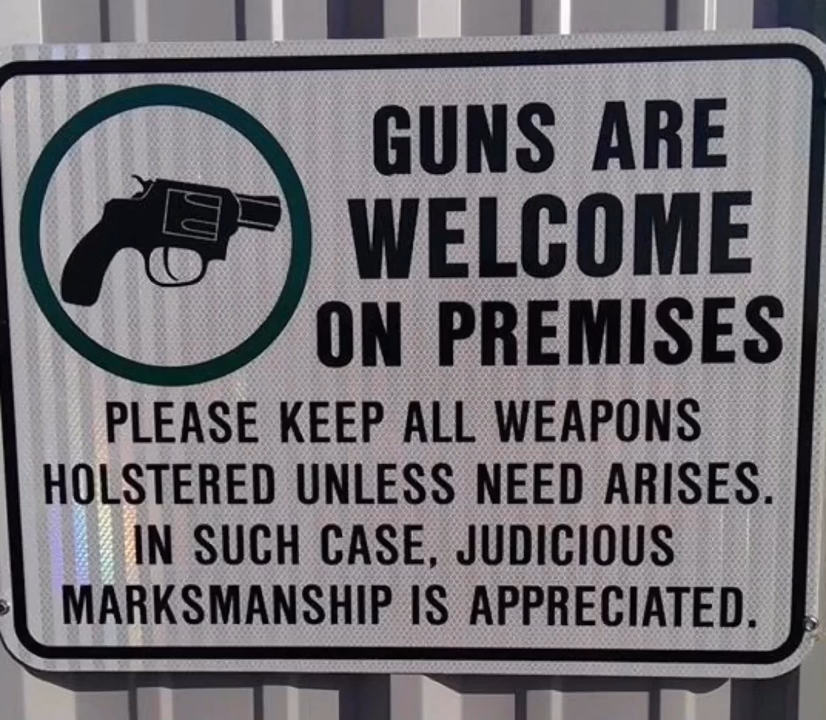 GUNS ARE
WELCOME
ON PREMISES
PLEASE KEEP ALL WEAPONS
HOLSTERED UNLESS NEED ARISES.
IN SUCH CASE, JUDICIOUS
MARKSMANSHIP IS APPRECIATED.